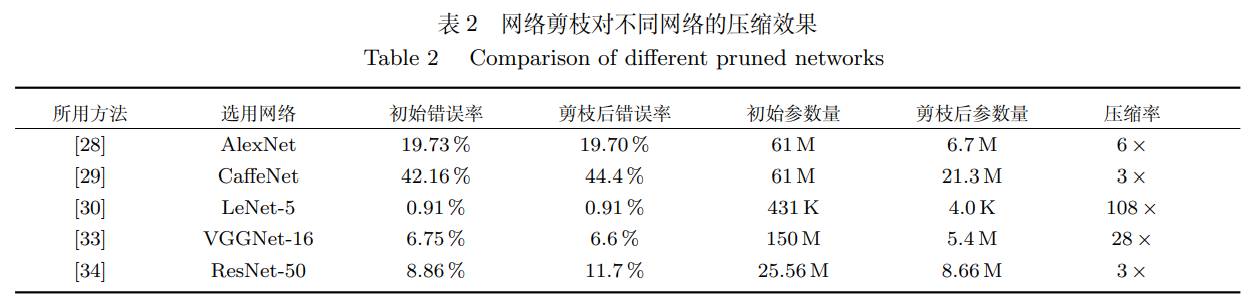 表 2 网络剪枝对不同网络的压缩效果
Table 2 Comparison of different pruned networks
所用方法 选用网络 初始错误率 剪枝后错误率 初始参数量 剪枝后参数量 压缩率
[28] AlexNet 19.73 % 19.70 % 61 M 6.7 M 6 ×
[29] CaffeNet 42.16 % 44.4 % 61 M 21.3 M 3 ×
[30] LeNet-5 0.91 % 0.91 % 431 K 4.0 K 108 ×
[33] VGGNet-16 6.75 % 6.6 % 150 M 5.4 M 28 ×
[34] ResNet-50 8.86 % 11.7 % 25.56 M 8.66 M 3 ×